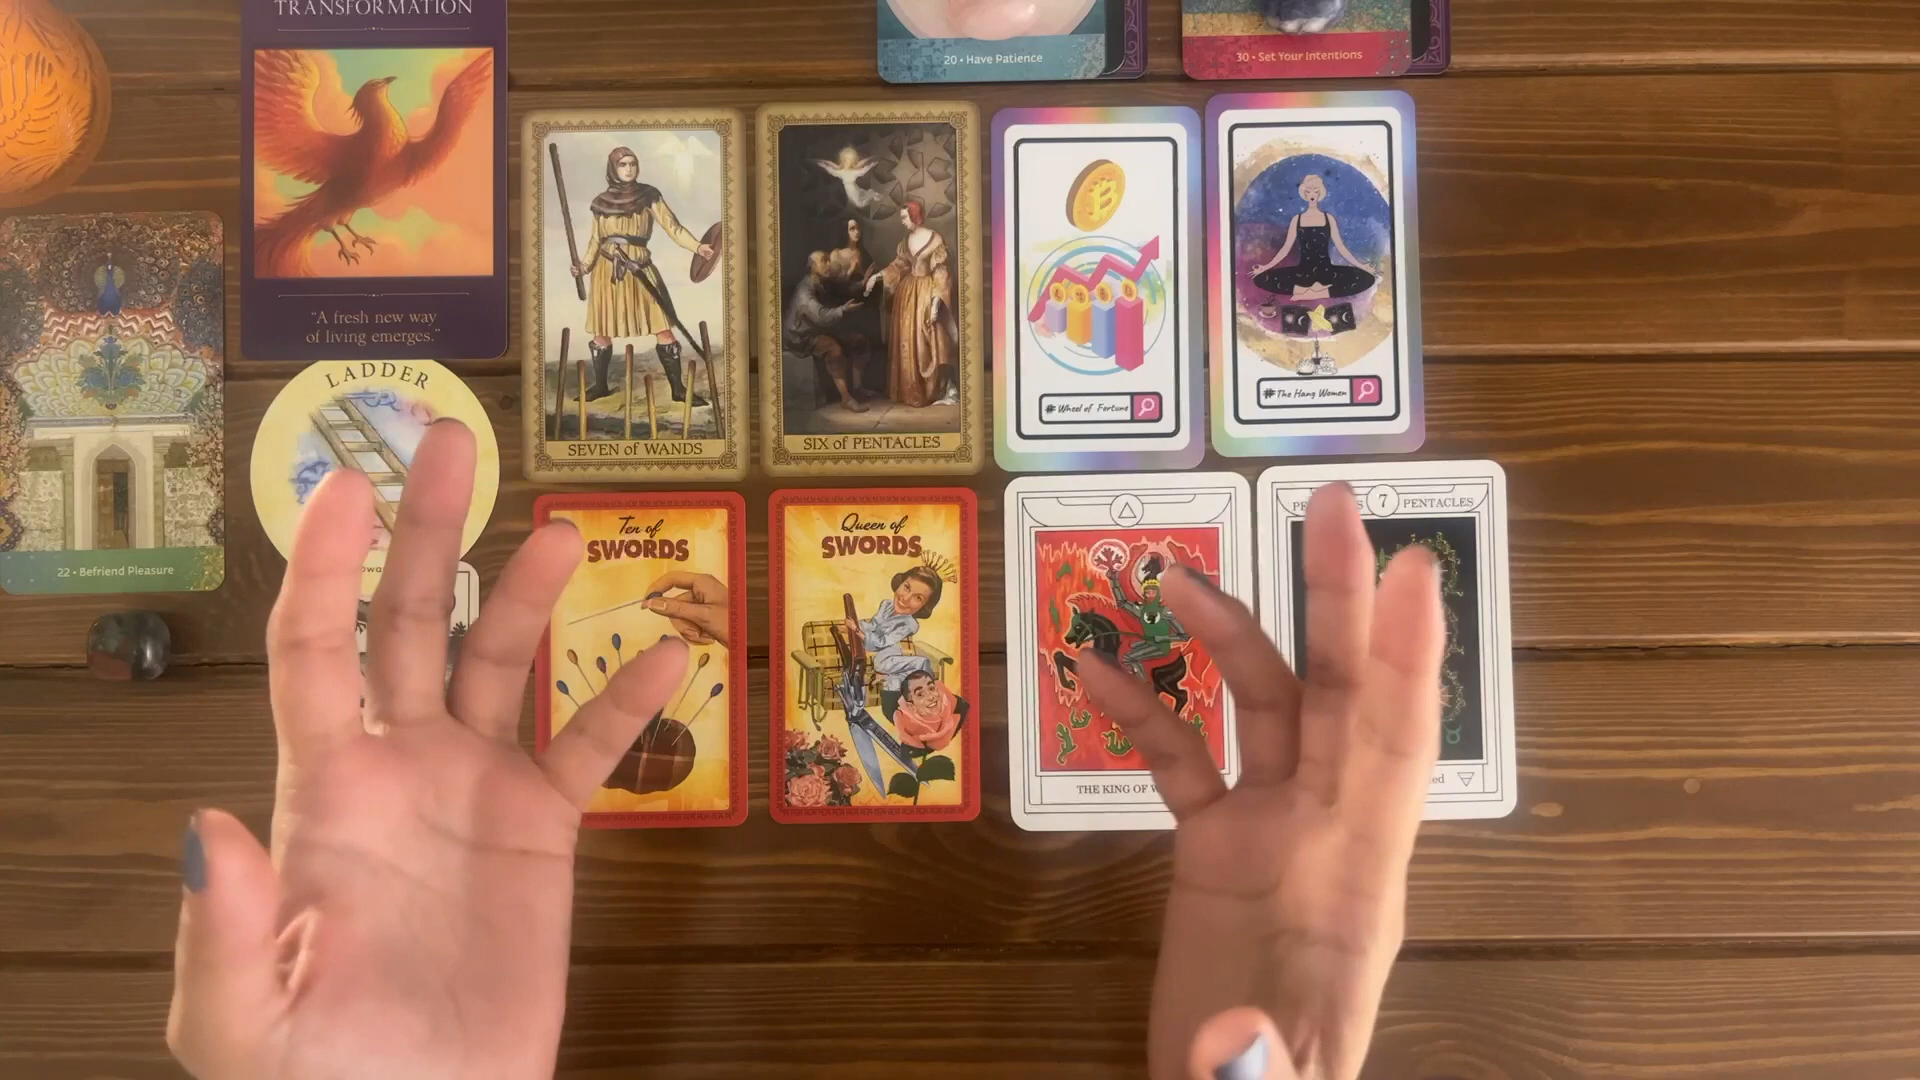 TRANSFORMATION
"A fresh new way
of living emerges."
20 • Have Patience
30 • Set Your Intentions
22 • Befriend Pleasure
LADDER
SEVEN of WANDS
SIX of PENTACLES
#Wheel of Fortune
#The Hang Women
Ten of
SWORDS
Queen of
SWORDS
THE KING OF W
7 PENTACLES